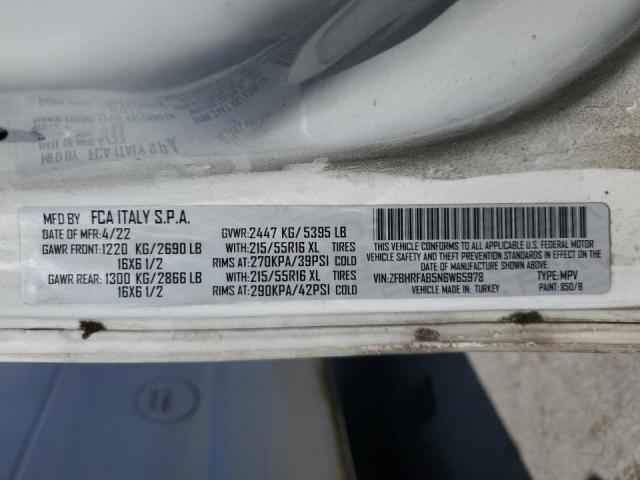 MFD BY FCA ITALY S.P.A.
DATE OF MFR: 4/22 GVWR: 2447 KG/ 5395 LB
GAWR FRONT: 1220 KG/2690 LB WITH: 215/55R16 XL TIRES
16X6 1/2 RIMS AT: 270KPA/39PSI COLD
GAWR REAR: 1300 KG/2866 LB WITH: 215/55R16 XL TIRES
16X6 1/2 RIMS AT: 290KPA/42PSI COLD
THIS VEHICLE CONFORMS TO ALL APPLICABLE U.S. FEDERAL MOTOR
VEHICLE SAFETY AND THEFT PREVENTION STANDARDS IN EFFECT
ON THE DATE OF MANUFACTURE SHOWN ABOVE.
VIN: ZFBHRFAB5N6W65978 TYPE: MPV
MADE IN: TURKEY PAINT: 850/B